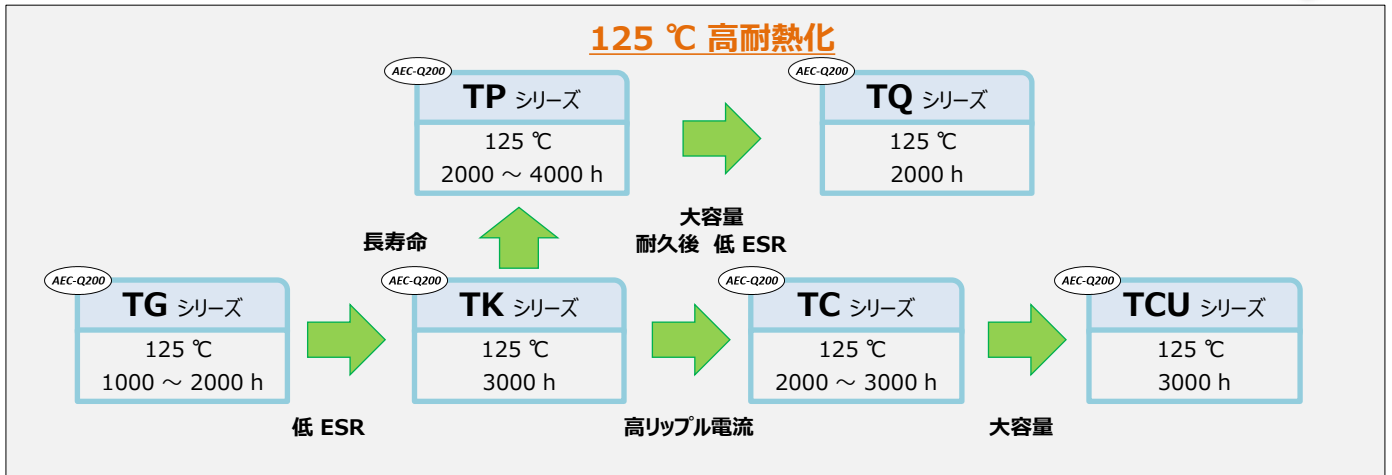 125 ℃ 高耐熱化
AEC-Q200
TP シリーズ
125 ℃
2000 ～ 4000 h
AEC-Q200
TQ シリーズ
125 ℃
2000 h
長寿命
大容量
耐久後 低 ESR
AEC-Q200
TG シリーズ
125 ℃
1000 ～ 2000 h
AEC-Q200
TK シリーズ
125 ℃
3000 h
AEC-Q200
TC シリーズ
125 ℃
2000 ～ 3000 h
AEC-Q200
TCU シリーズ
125 ℃
3000 h
低 ESR
高リップル電流
大容量